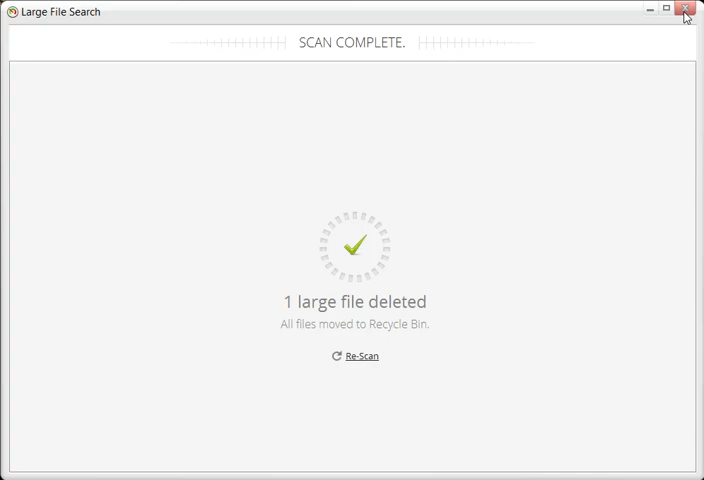 Large File Search
SCAN COMPLETE.
1 large file deleted
All files moved to Recycle Bin.
Re-Scan